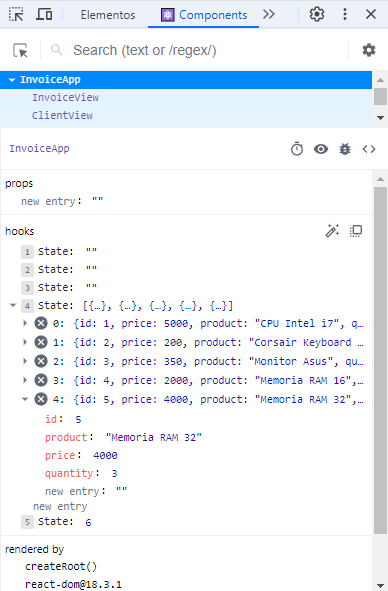 Elementos Components
Search (text or /regex/)
InvoiceApp
InvoiceView
ClientView
InvoiceApp
props
new entry: ""
hooks
1 State: ""
2 State: ""
3 State: ""
4 State: [{…}, {…}, {…}, {…}, {…}]
0: {id: 1, price: 5000, product: "CPU Intel i7", q…
1: {id: 2, price: 200, product: "Corsair Keyboard …
2: {id: 3, price: 350, product: "Monitor Asus", qu…
3: {id: 4, price: 2000, product: "Memoria RAM 16",…
4: {id: 5, price: 4000, product: "Memoria RAM 32",…
id: 5
product: "Memoria RAM 32"
price: 4000
quantity: 3
new entry: ""
new entry
5 State: 6
rendered by
createRoot()
react-dom@18.3.1